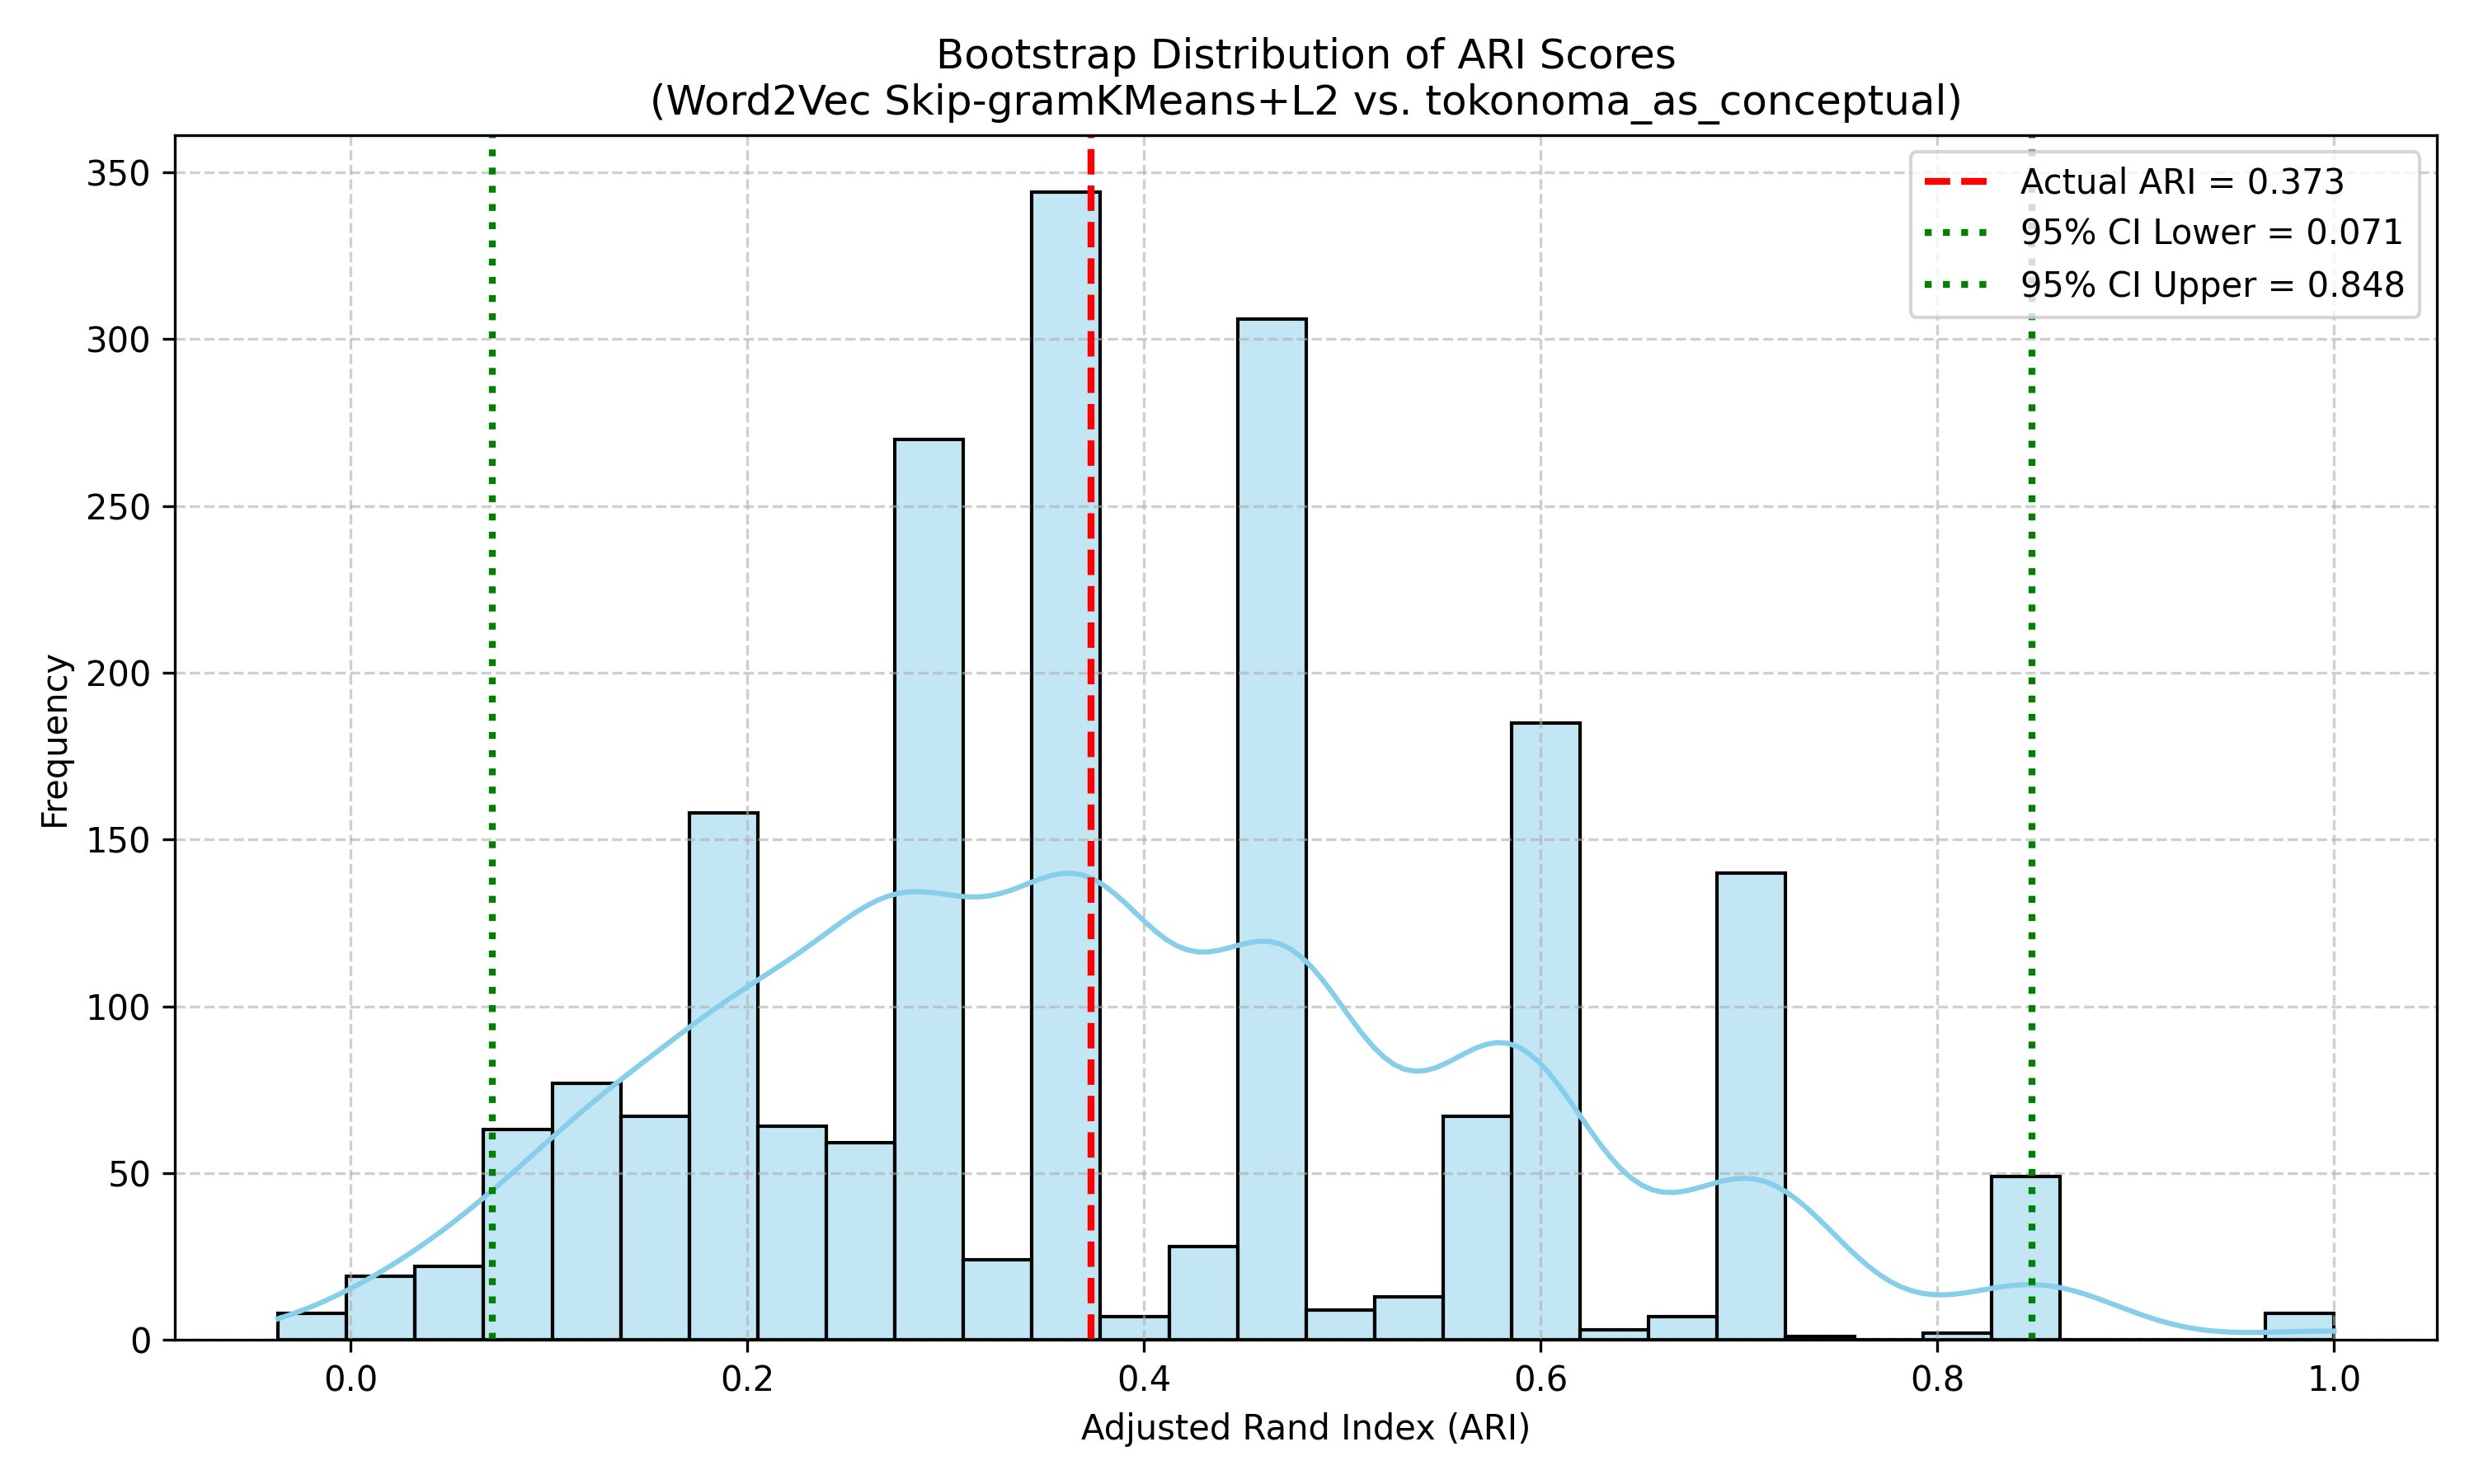 Bootstrap Distribution of ARI Scores
(Word2Vec Skip-gramKMeans+L2 vs. tokonoma_as_conceptual)
Actual ARI = 0.373
95% CI Lower = 0.071
95% CI Upper = 0.848
350
300
250
200
150
100
50
0
Frequency
0.0 0.2 0.4 0.6 0.8 1.0
Adjusted Rand Index (ARI)